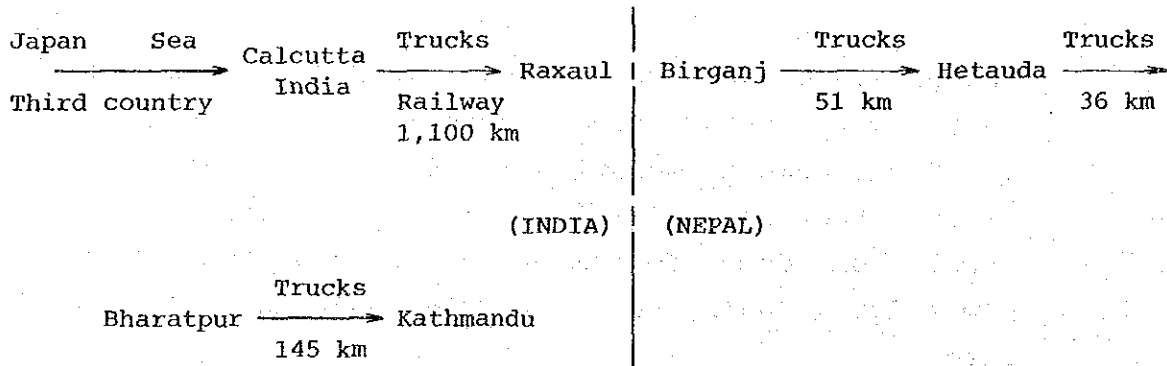 Japan Sea Calcutta India Trucks Raxaul Birganj Trucks Hetauda Trucks
Third country Railway 51 km 36 km
1,100 km
(INDIA) (NEPAL)
Trucks
Bharatpur Kathmandu
145 km